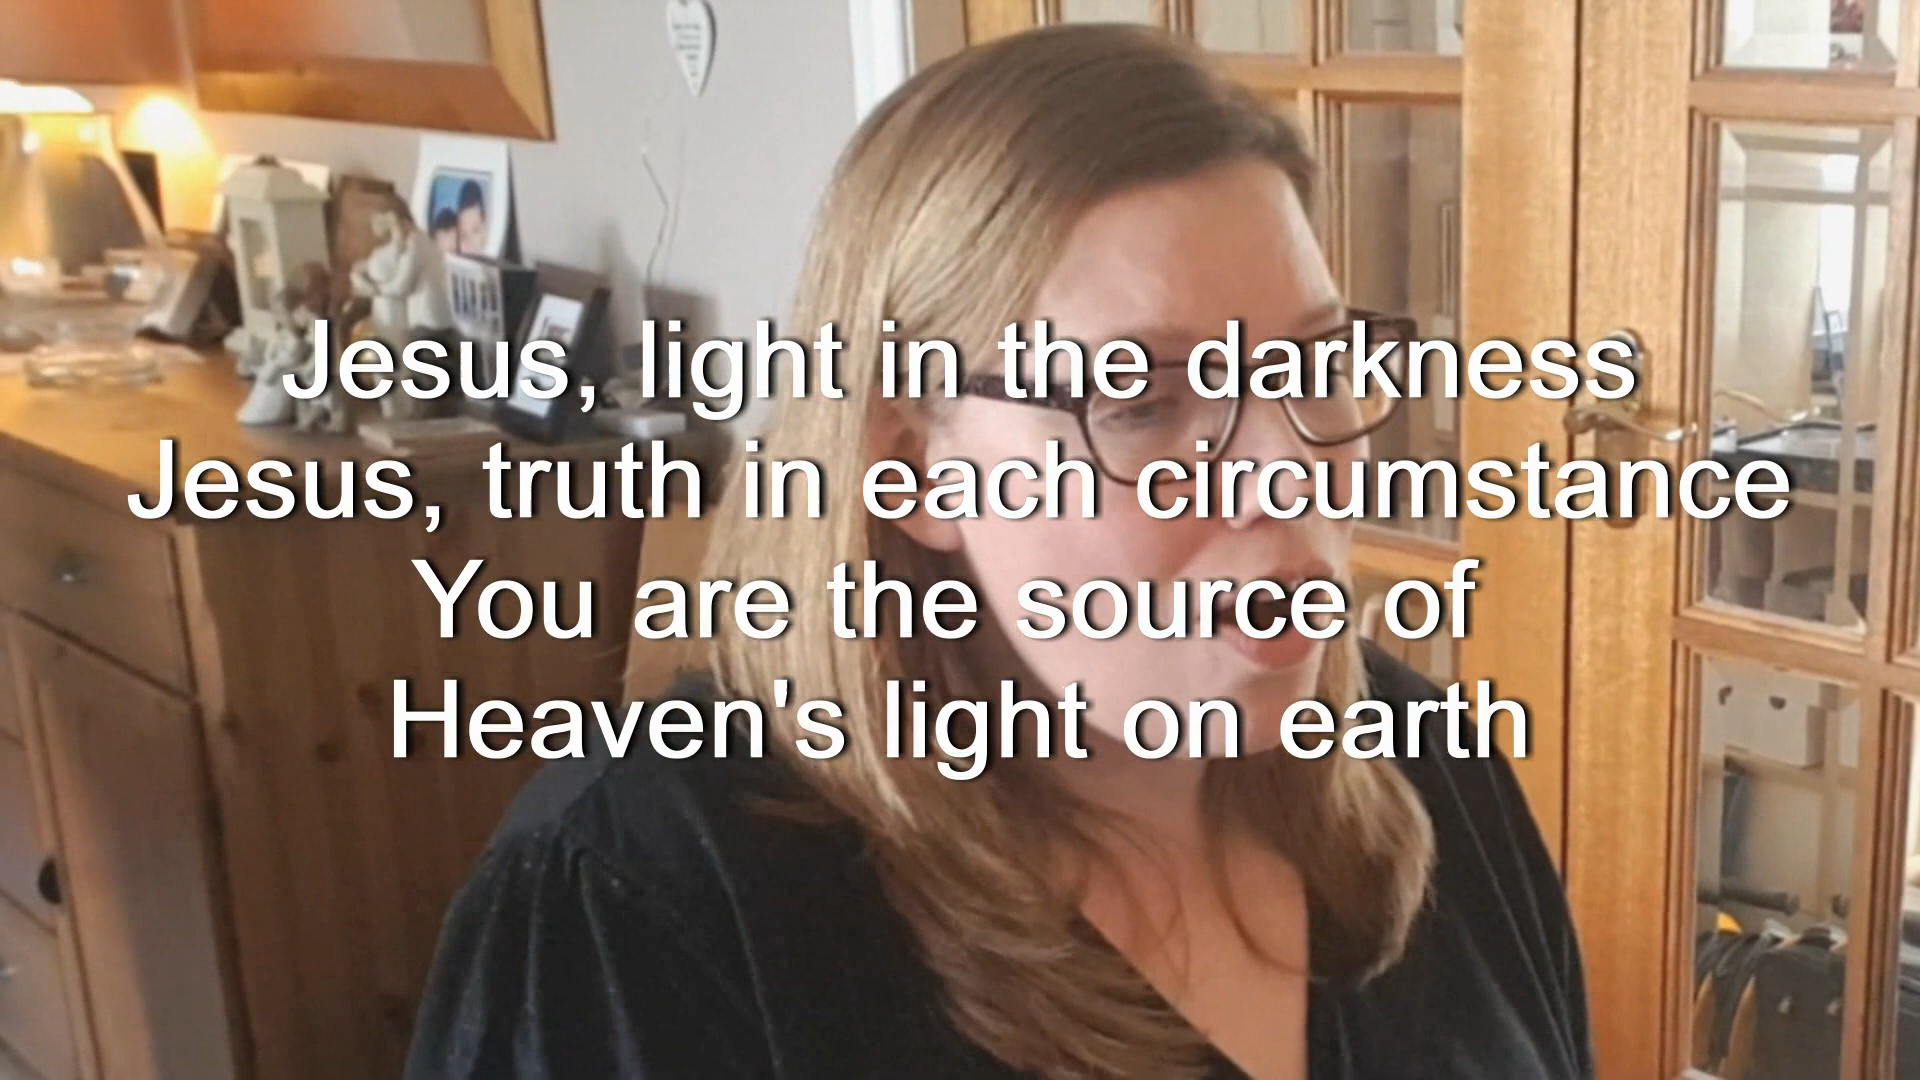 Jesus, light in the darkness
Jesus, truth in each circumstance
You are the source of
Heaven's light on earth